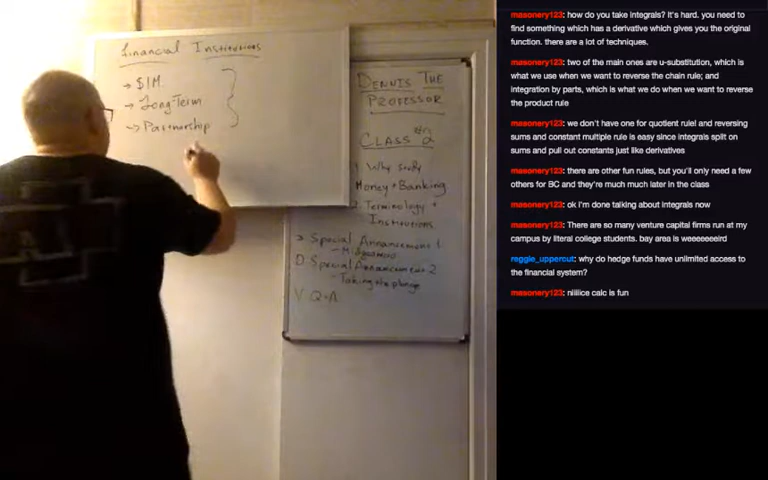 Financial Institutions
→ $1M
→ Long Term
→ Partnership
DENNIS THE
PROFESSOR
CLASS
1. Why Study
Money + Banking
2. Terminology +
Institutions
Special Announcement 1
Special Announcement 2
- Taking the plunge
V Q-A
masonery123: how do you take integrals? It's hard. you need to
find something which has a derivative which gives you the original
function. there are a lot of techniques.
masonery123: two of the main ones are u-substitution, which is
what we use when we want to reverse the chain rule; and
integration by parts, which is what we do when we want to reverse
the product rule
masonery123: we don't have one for quotient rule! and reversing
sums and constant multiple rule is easy since integrals split on
sums and pull out constants just like derivatives
masonery123: there are other fun rules, but you'll only need a few
others for BC and they're much much later in the class
masonery123: ok I'm done talking about integrals now
masonery123: There are so many venture capital firms run at my
campus by literal college students. bay area is weeeeeeird
raggie_uppercut: why do hedge funds have unlimited access to
the financial system?
masonery123: niiiiice calc is fun